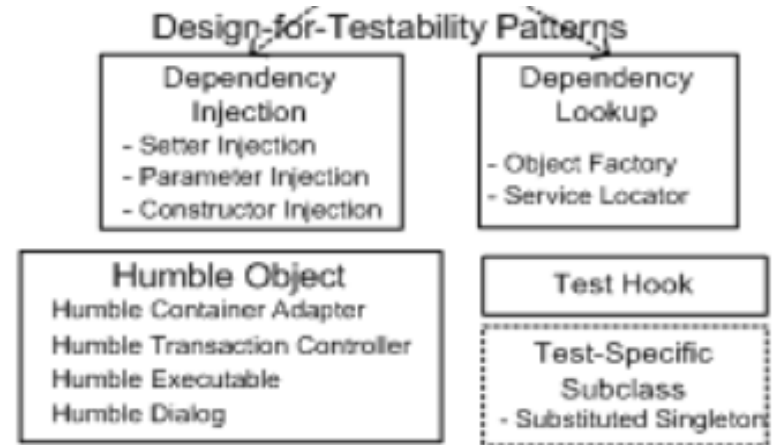 Design-for-Testability Patterns
Dependency
Injection
- Setter Injection
- Parameter Injection
- Constructor Injection
Dependency
Lookup
- Object Factory
- Service Locator
Humble Object
Humble Container Adapter
Humble Transaction Controller
Humble Executable
Humble Dialog
Test Hook
Test-Specific
Subclass
- Substituted Singleton